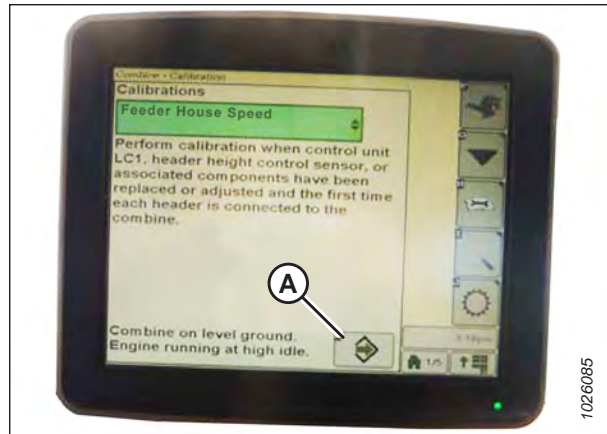 Combine - Calibration
Calibrations
Feeder House Speed
Perform calibration when control unit
LC1, header height control sensor, or
associated components have been
replaced or adjusted and the first time
each header is connected to the
combine.
A
Combine on level ground.
Engine running at high idle.
1/5
1026085